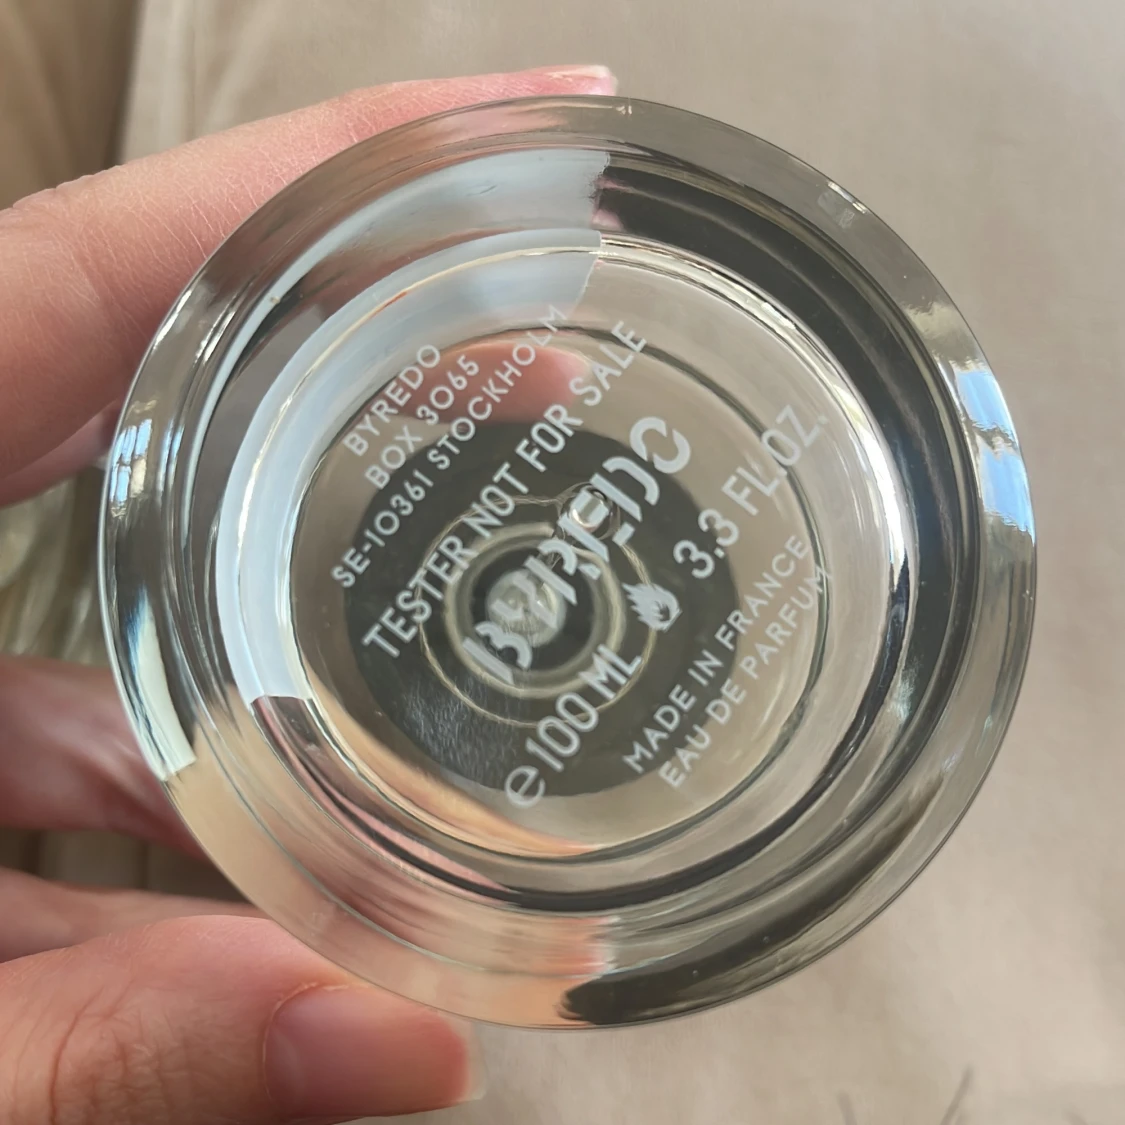 BYREDO
BOX 3065
SE-10361 STOCKHOLM
TESTER NOT FOR SALE
BYREDO
e 100 ML 3.3 FL.OZ.
MADE IN FRANCE
EAU DE PARFUM